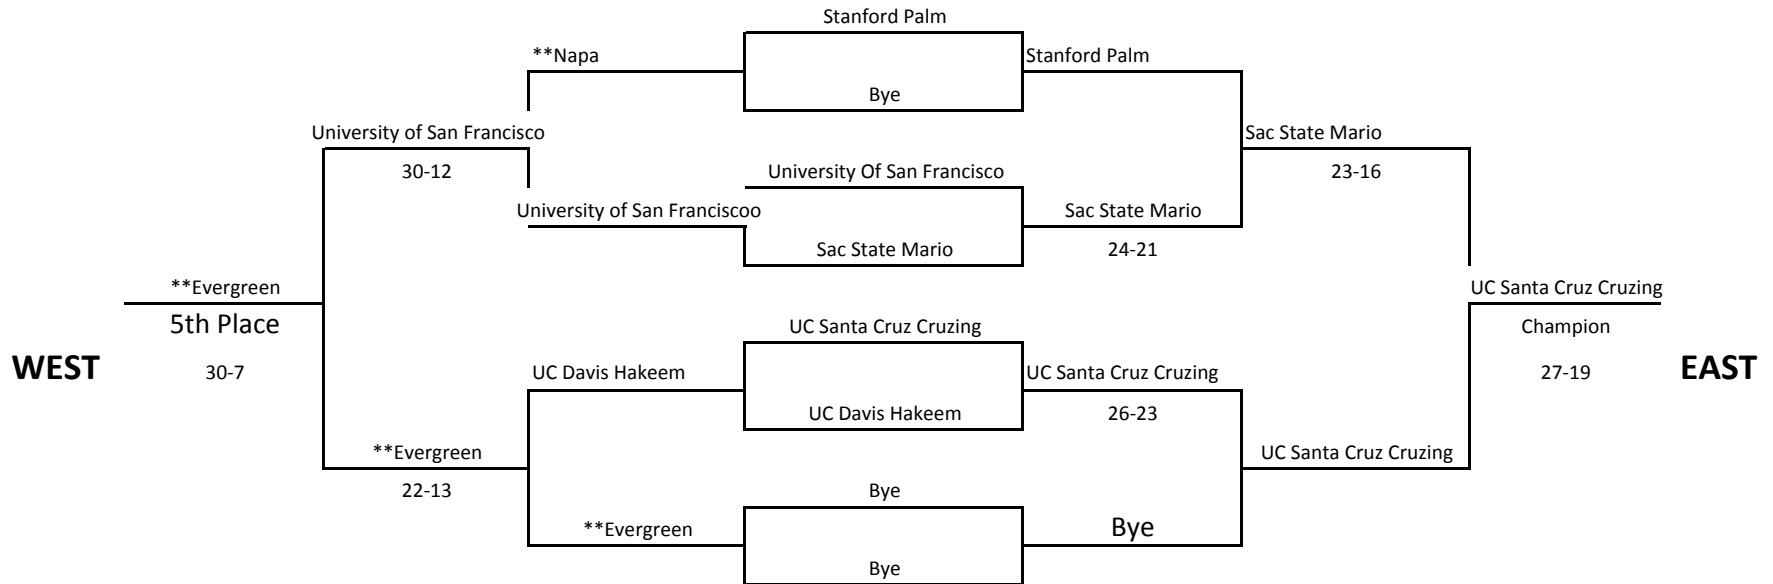 Stanford Palm
**Napa
Stanford Palm
Bye
University of San Francisco
Sac State Mario
30-12
University Of San Francisco
23-16
University of San Franciscoo
Sac State Mario
Sac State Mario
24-21
**Evergreen
UC Santa Cruz Cruzing
5th Place
UC Santa Cruz Cruzing
Champion
WEST
30-7
UC Davis Hakeem
UC Santa Cruz Cruzing
27-19
EAST
UC Davis Hakeem
26-23
**Evergreen
UC Santa Cruz Cruzing
22-13
Bye
**Evergreen
Bye
Bye